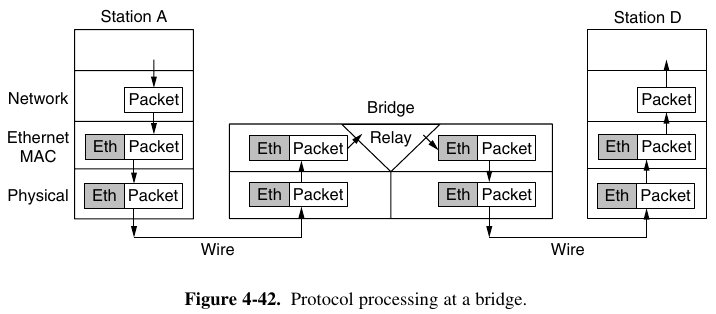 Station A
Station D
Network
Packet
Packet
Bridge
Ethernet
MAC
Eth Packet
Eth Packet
Relay
Eth Packet
Eth Packet
Physical
Eth Packet
Eth Packet
Eth Packet
Eth Packet
Wire
Wire
Figure 4-42. Protocol processing at a bridge.